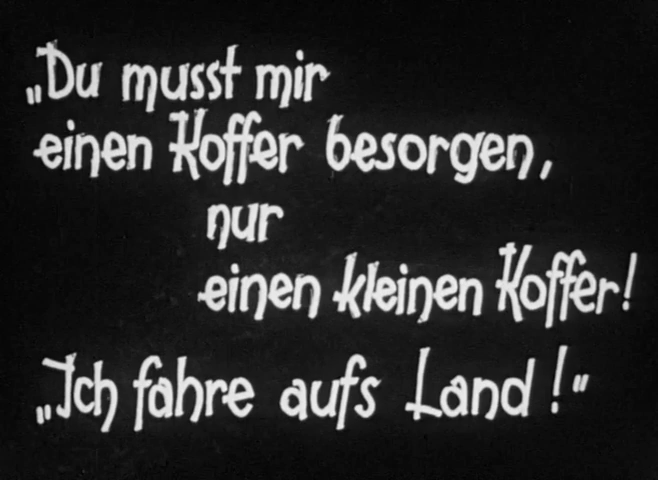 „Du musst mir
einen Koffer besorgen,
nur
einen kleinen Koffer!
„Ich fahre aufs Land!"